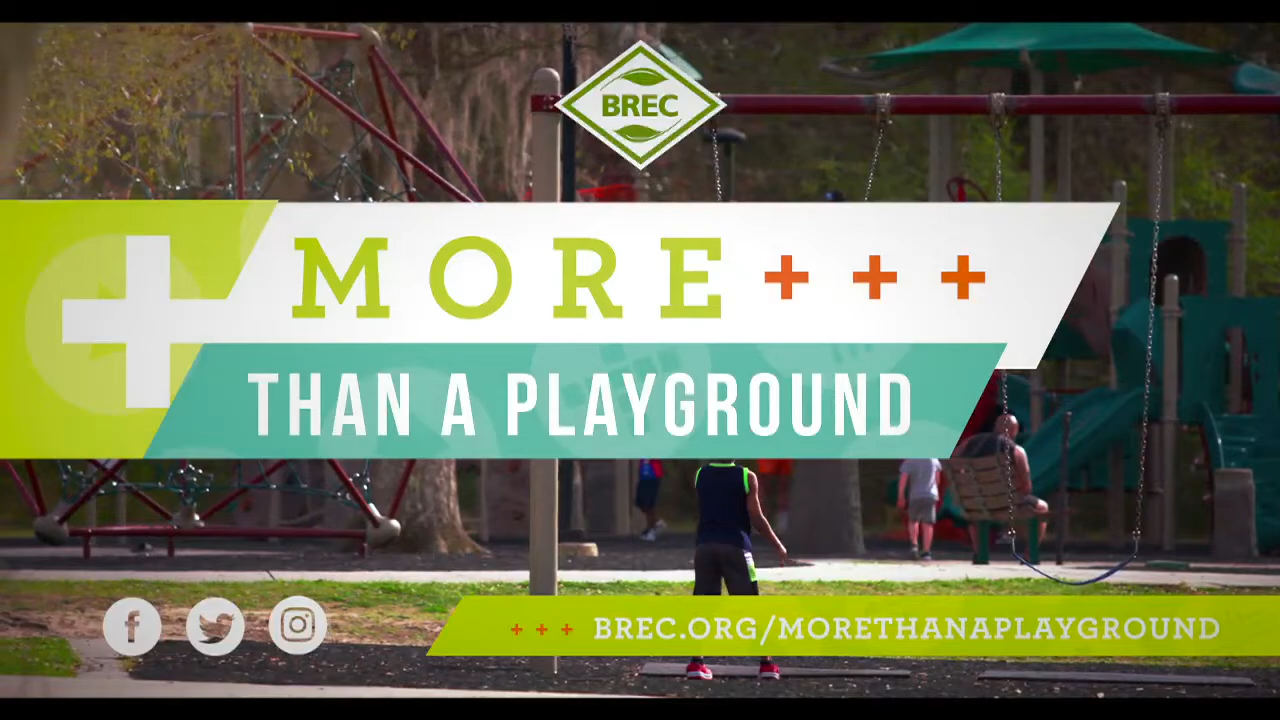 BREC
MORE+++
THAN A PLAYGROUND
+++ BREC.ORG/MORETHANAPLAYGROUND